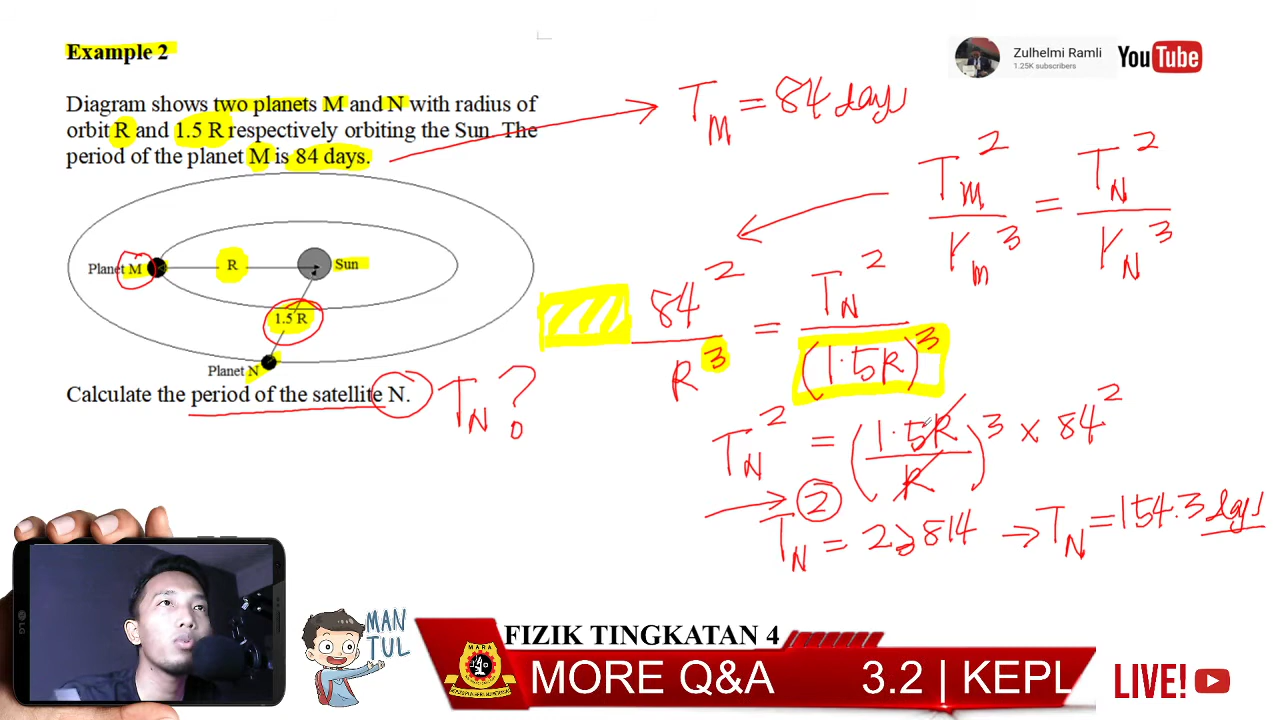 Example 2
Zulhelmi Ramli
1.25K subscribers
YouTube
Diagram shows two planets M and N with radius of
orbit R and 1.5 R respectively orbiting the Sun. The
period of the planet M is 84 days.
T_M = 84 days
T_M^2 / r_M^3 = T_N^2 / r_N^3
Planet M
R
Sun
1.5 R
Planet N
84^2 / R^3 = T_N^2 / (1.5R)^3
Calculate the period of the satellite N.
T_N ?
T_N^2 = (1.5R / R)^3 × 84^2
T_N^2 = 23814 ⇒ T_N = 154.3 days
LG
MAN
TUL
MARA
FIZIK TINGKATAN 4
MORE Q&A
3.2 | KEPL
LIVE!